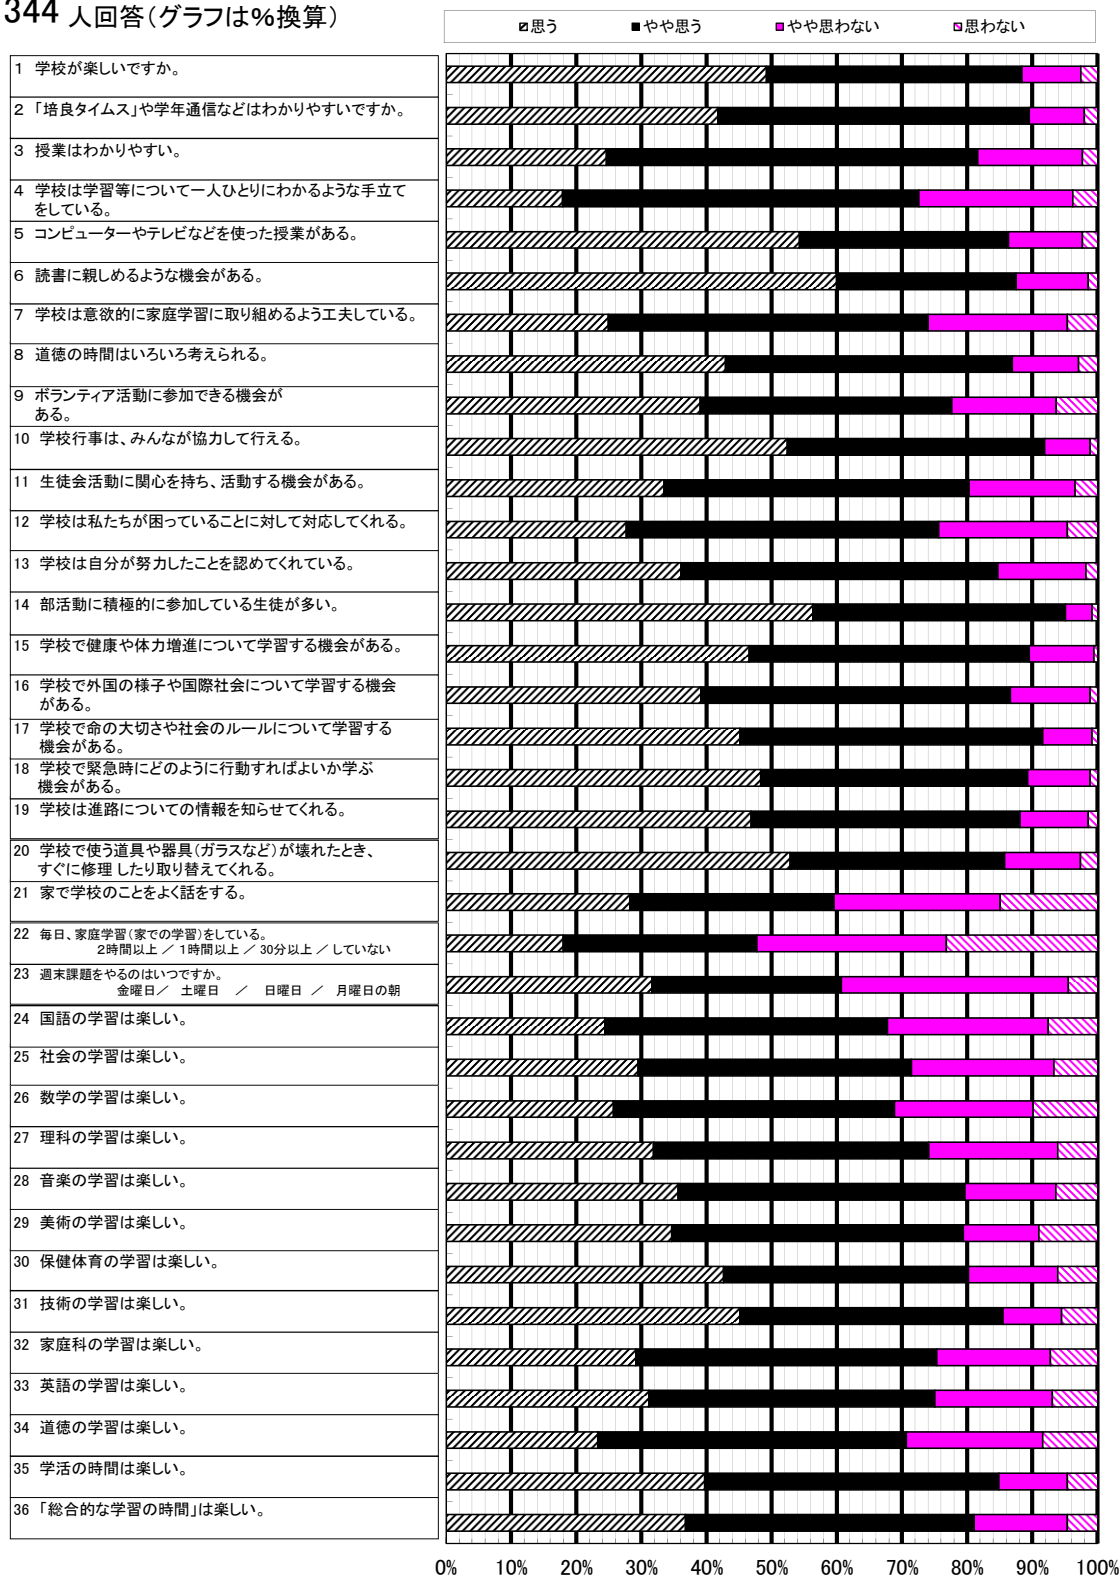 344 人回答(グラフは%換算)
思う やや思う やや思わない 思わない
1 学校が楽しいですか。
2 「培良タイムス」や学年通信などはわかりやすいですか。
3 授業はわかりやすい。
4 学校は学習等について一人ひとりにわかるような手立て
をしている。
5 コンピューターやテレビなどを使った授業がある。
6 読書に親しめるような機会がある。
7 学校は意欲的に家庭学習に取り組めるよう工夫している。
8 道徳の時間はいろいろ考えられる。
9 ボランティア活動に参加できる機会が
ある。
10 学校行事は、みんなが協力して行える。
11 生徒会活動に関心を持ち、活動する機会がある。
12 学校は私たちが困っていることに対して対応してくれる。
13 学校は自分が努力したことを認めてくれている。
14 部活動に積極的に参加している生徒が多い。
15 学校で健康や体力増進について学習する機会がある。
16 学校で外国の様子や国際社会について学習する機会
がある。
17 学校で命の大切さや社会のルールについて学習する
機会がある。
18 学校で緊急時にどのように行動すればよいか学ぶ
機会がある。
19 学校は進路についての情報を知らせてくれる。
20 学校で使う道具や器具(ガラスなど)が壊れたとき、
すぐに修理 したり取り替えてくれる。
21 家で学校のことをよく話をする。
22 毎日、家庭学習(家での学習)をしている。
2時間以上 / 1時間以上 / 30分以上 / していない
23 週末課題をやるのはいつですか。
金曜日/ 土曜日 / 日曜日 / 月曜日の朝
24 国語の学習は楽しい。
25 社会の学習は楽しい。
26 数学の学習は楽しい。
27 理科の学習は楽しい。
28 音楽の学習は楽しい。
29 美術の学習は楽しい。
30 保健体育の学習は楽しい。
31 技術の学習は楽しい。
32 家庭科の学習は楽しい。
33 英語の学習は楽しい。
34 道徳の学習は楽しい。
35 学活の時間は楽しい。
36 「総合的な学習の時間」は楽しい。
0% 10% 20% 30% 40% 50% 60% 70% 80% 90% 100%